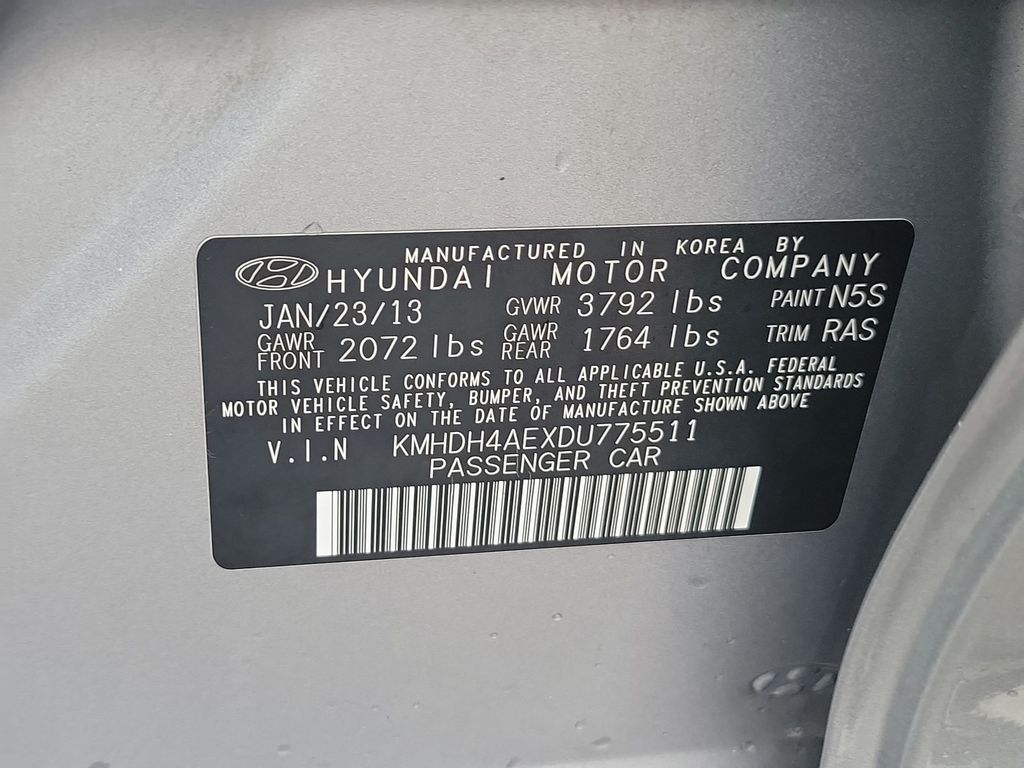 MANUFACTURED IN KOREA BY
HYUNDAI MOTOR COMPANY
JAN/23/13 GVWR 3792 lbs PAINT N5S
GAWR FRONT 2072 lbs GAWR REAR 1764 lbs TRIM RAS
THIS VEHICLE CONFORMS TO ALL APPLICABLE U.S.A. FEDERAL
MOTOR VEHICLE SAFETY, BUMPER, AND THEFT PREVENTION STANDARDS
IN EFFECT ON THE DATE OF MANUFACTURE SHOWN ABOVE
V.I.N KMHDH4AEXDU775511
PASSENGER CAR